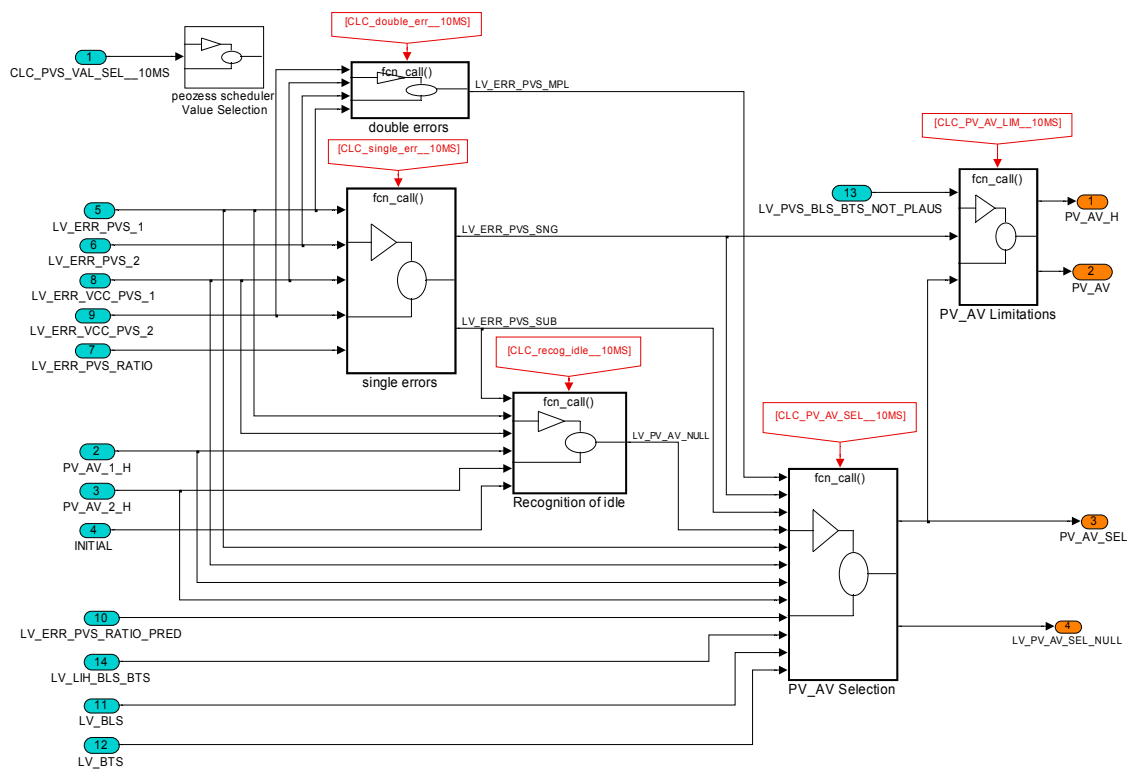 [CLC_double_err__10MS]
1
CLC_PVS_VAL_SEL__10MS
peozess scheduler
Value Selection
fcn_call()
double errors
LV_ERR_PVS_MPL
[CLC_single_err__10MS]
[CLC_PV_AV_LIM__10MS]
5
LV_ERR_PVS_1
6
LV_ERR_PVS_2
8
LV_ERR_VCC_PVS_1
9
LV_ERR_VCC_PVS_2
7
LV_ERR_PVS_RATIO
fcn_call()
single errors
LV_ERR_PVS_SNG
LV_ERR_PVS_SUB
13
LV_PVS_BLS_BTS_NOT_PLAUS
fcn_call()
PV_AV Limitations
1
PV_AV_H
2
PV_AV
[CLC_recog_idle__10MS]
fcn_call()
Recognition of idle
LV_PV_AV_NULL
[CLC_PV_AV_SEL__10MS]
2
PV_AV_1_H
3
PV_AV_2_H
4
INITIAL
fcn_call()
PV_AV Selection
3
PV_AV_SEL
4
LV_PV_AV_SEL_NULL
10
LV_ERR_PVS_RATIO_PRED
14
LV_LIH_BLS_BTS
11
LV_BLS
12
LV_BTS